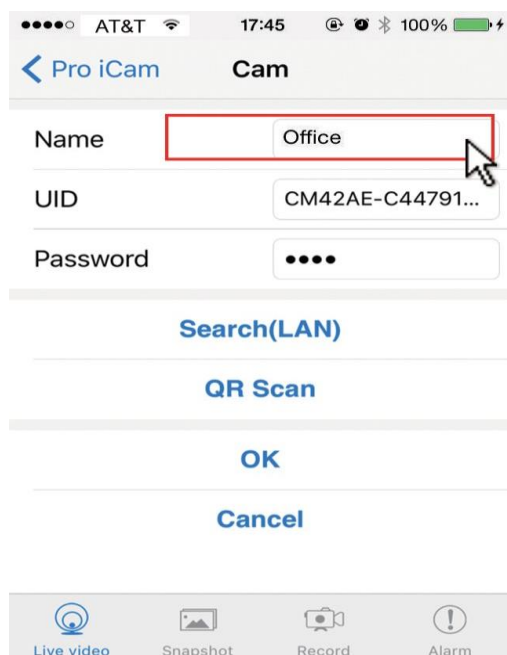 AT&T 17:45 100%
Pro iCam Cam
Name Office
UID CM42AE-C44791...
Password ••••
Search(LAN)
QR Scan
OK
Cancel
Live video Snapshot Record Alarm